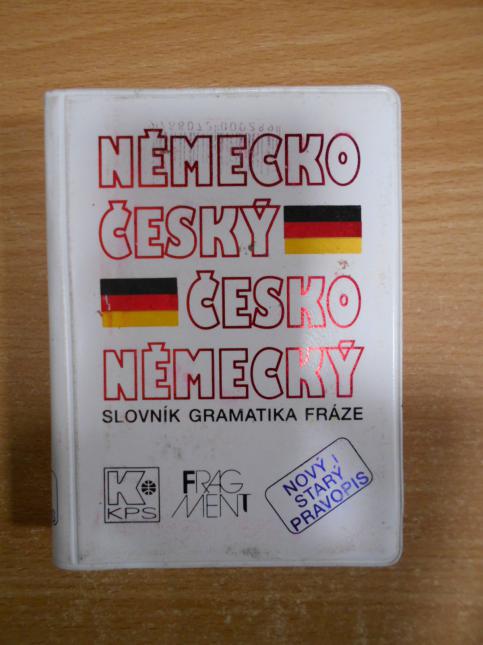 NĚMECKO
ČESKÝ
ČESKO
NĚMECKÝ
SLOVNÍK GRAMATIKA FRÁZE
K
KPS
FRAG
MENT
NOVÝ I
STARÝ
PRAVOPIS